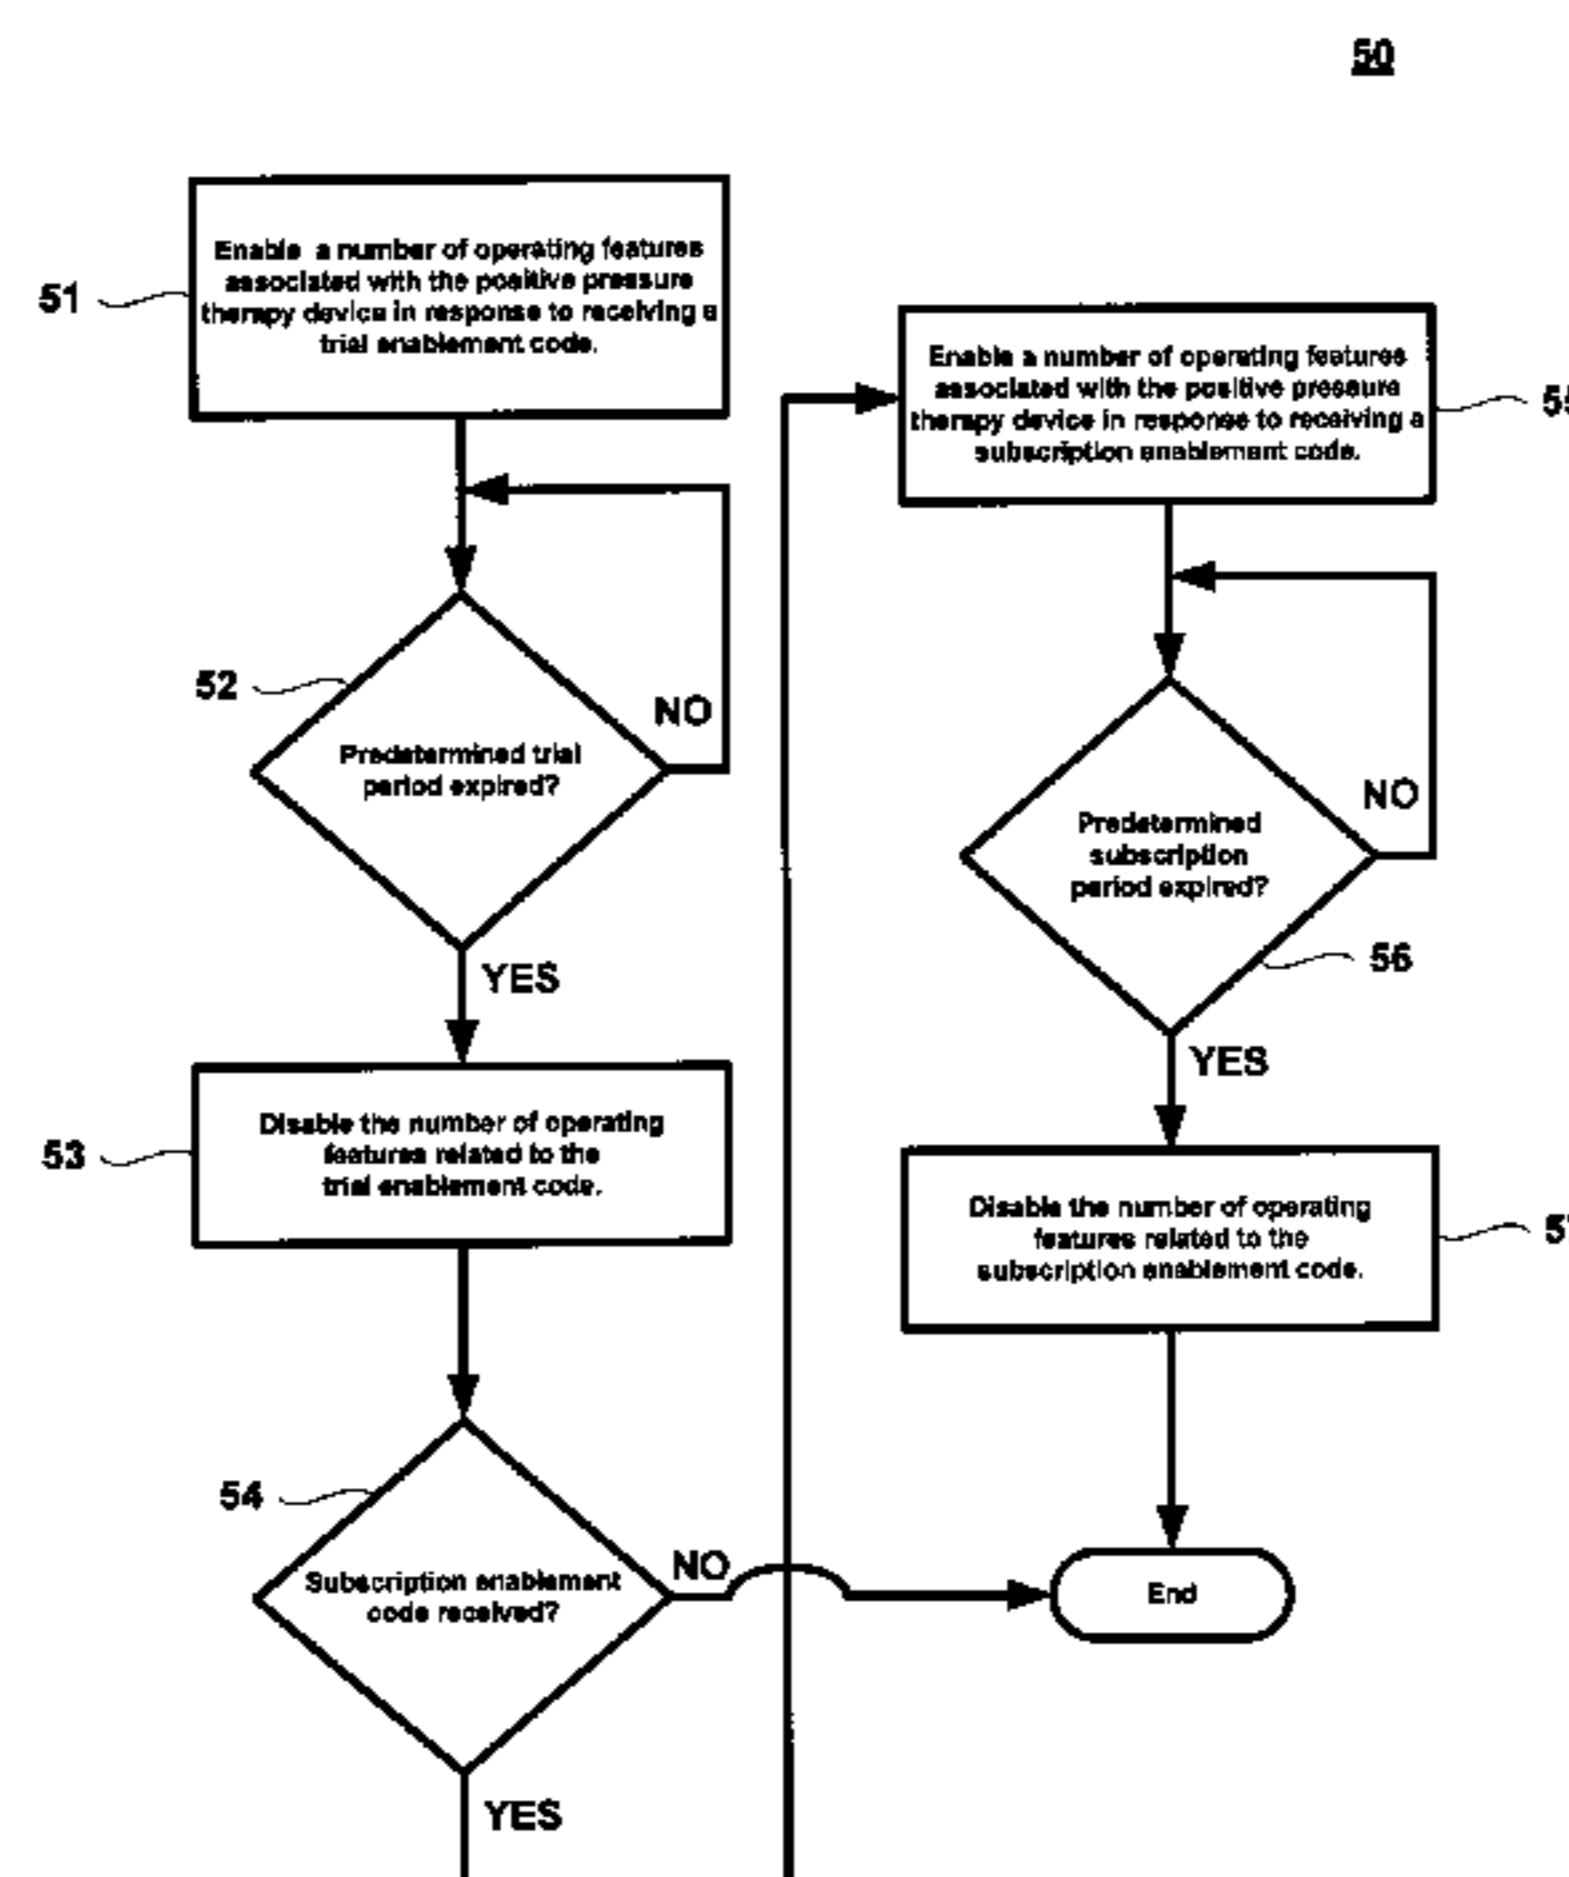 50
51
Enable a number of operating features
associated with the positive pressure
therapy device in response to receiving a
trial enablement code.
52
Predetermined trial
period expired?
NO
YES
53
Disable the number of operating
features related to the
trial enablement code.
54
Subscription enablement
code received?
NO
YES
Enable a number of operating features
associated with the positive pressure
therapy device in response to receiving a
subscription enablement code.
55
Predetermined
subscription
period expired?
NO
56
YES
Disable the number of operating
features related to the
subscription enablement code.
End